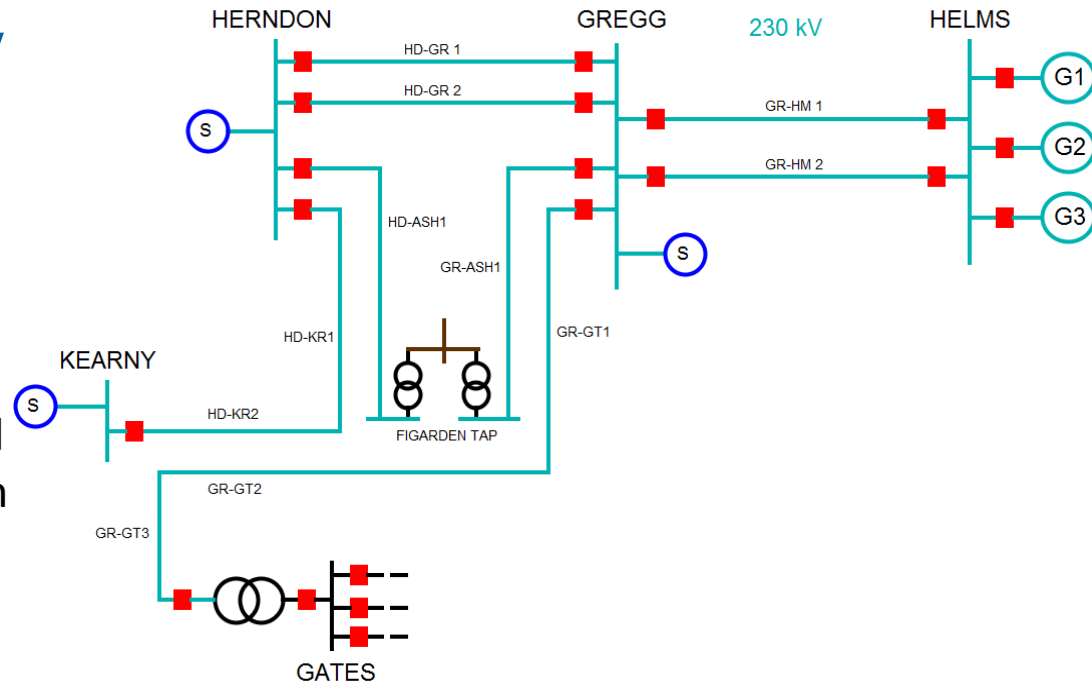 HERNDON
GREGG
230 kV
HELMS
HD-GR 1
HD-GR 2
GR-HM 1
GR-HM 2
G1
G2
G3
S
S
HD-ASH1
GR-ASH1
HD-KR1
GR-GT1
KEARNY
S
HD-KR2
FIGARDEN TAP
GR-GT2
GR-GT3
GATES